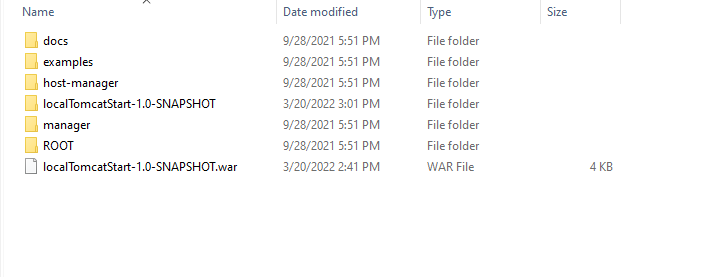 Name Date modified Type Size
docs 9/28/2021 5:51 PM File folder
examples 9/28/2021 5:51 PM File folder
host-manager 9/28/2021 5:51 PM File folder
localTomcatStart-1.0-SNAPSHOT 3/20/2022 3:01 PM File folder
manager 9/28/2021 5:51 PM File folder
ROOT 9/28/2021 5:51 PM File folder
localTomcatStart-1.0-SNAPSHOT.war 3/20/2022 2:41 PM WAR File 4 KB